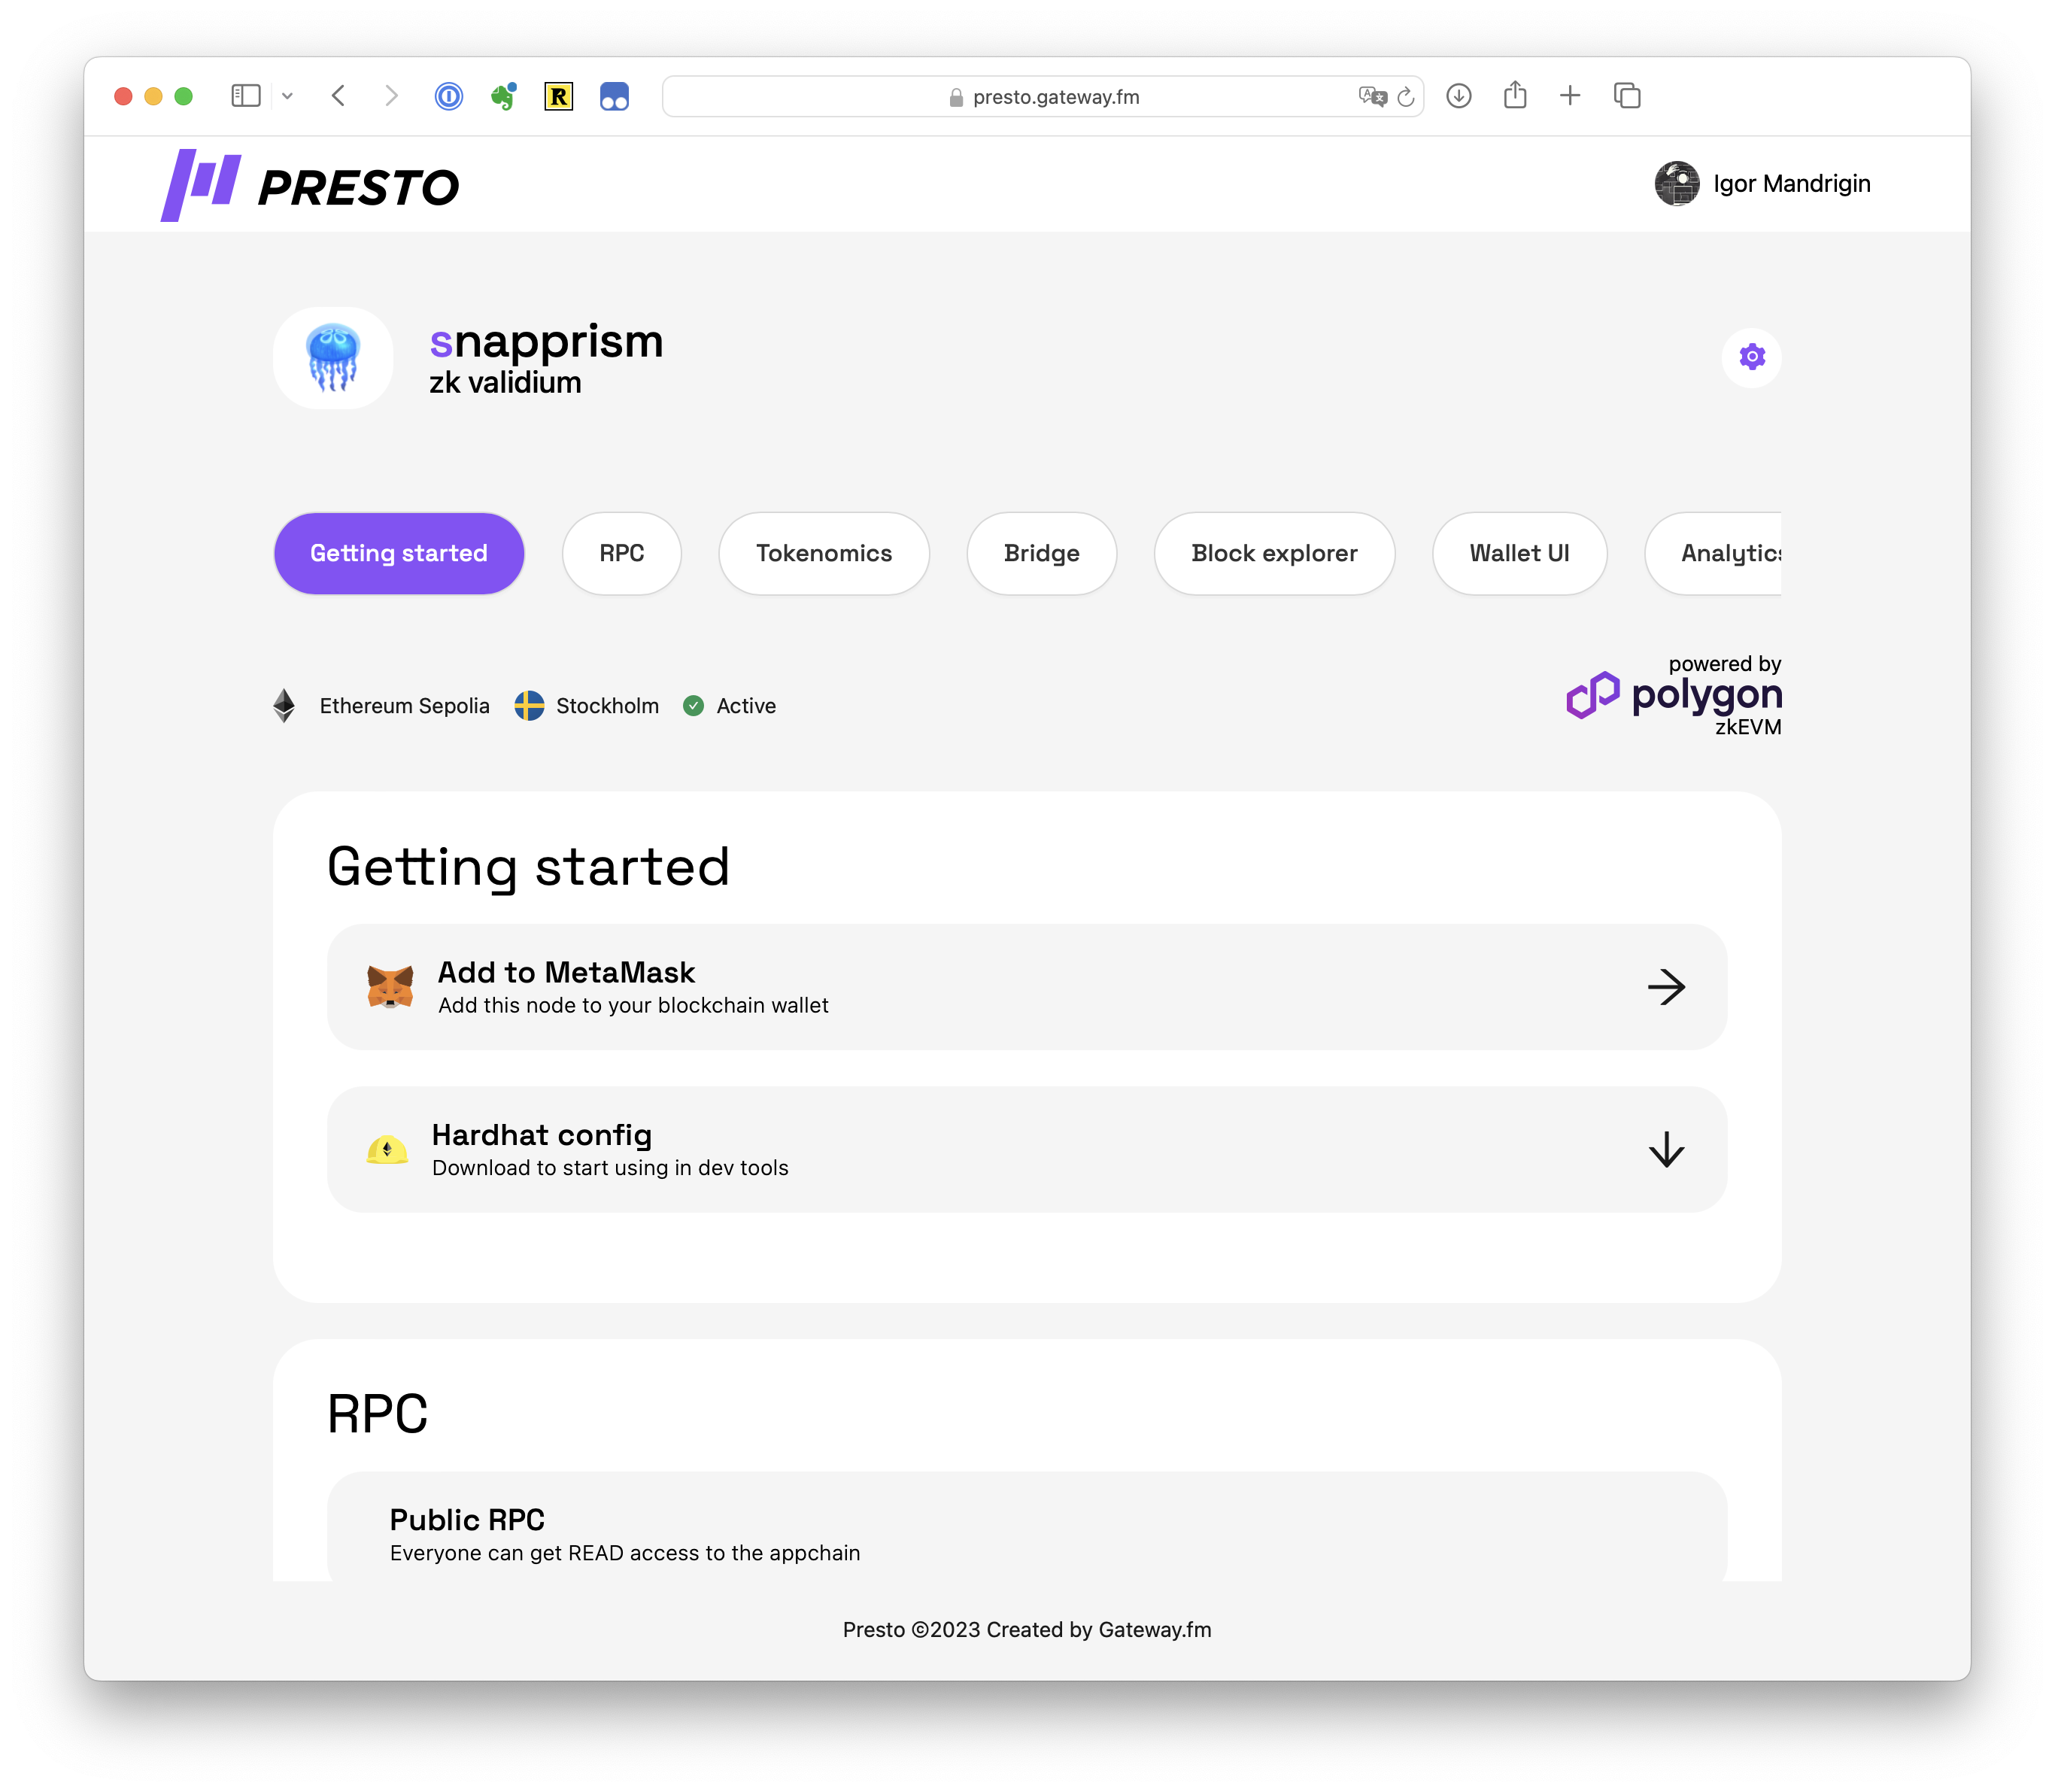 presto.gateway.fm
PRESTO
Igor Mandrigin
snapprism
zk validium
Getting started
RPC
Tokenomics
Bridge
Block explorer
Wallet UI
Analytics
Ethereum Sepolia
Stockholm
Active
powered by
polygon
zkEVM
Getting started
Add to MetaMask
Add this node to your blockchain wallet
Hardhat config
Download to start using in dev tools
RPC
Public RPC
Everyone can get READ access to the appchain
Presto ©2023 Created by Gateway.fm